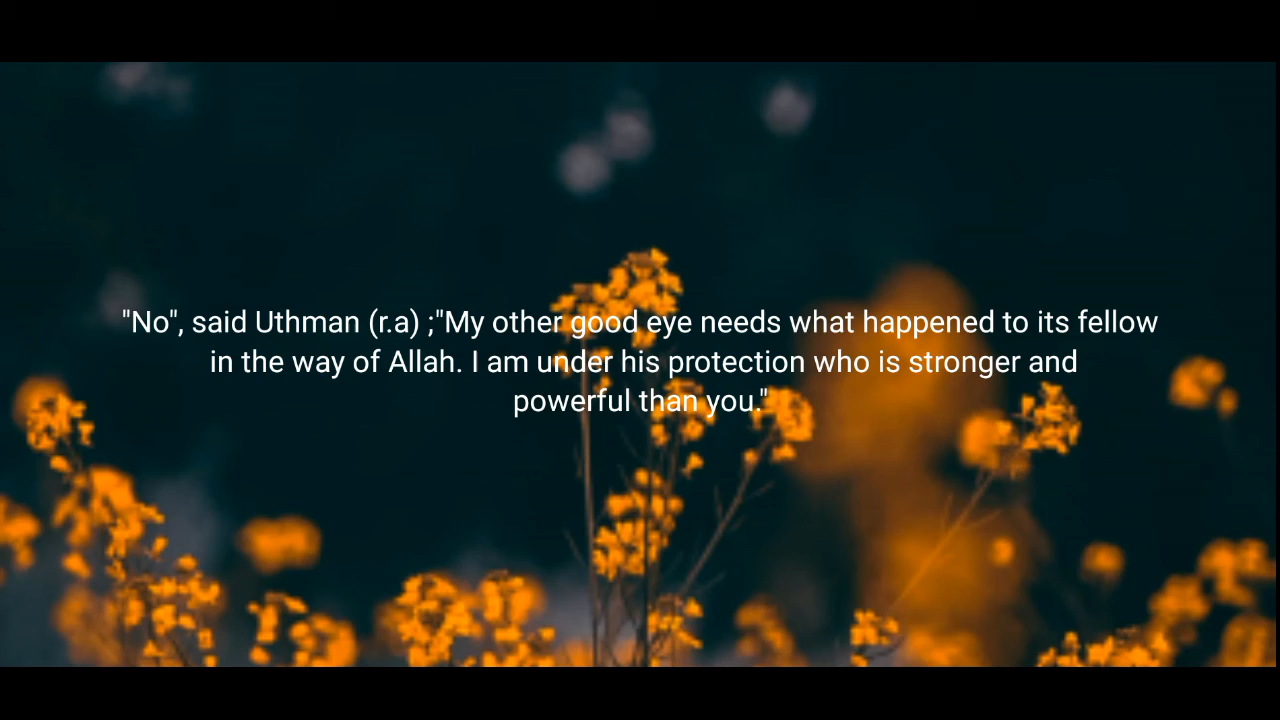 "No", said Uthman (r.a) ;"My other good eye needs what happened to its fellow
in the way of Allah. I am under his protection who is stronger and
powerful than you."